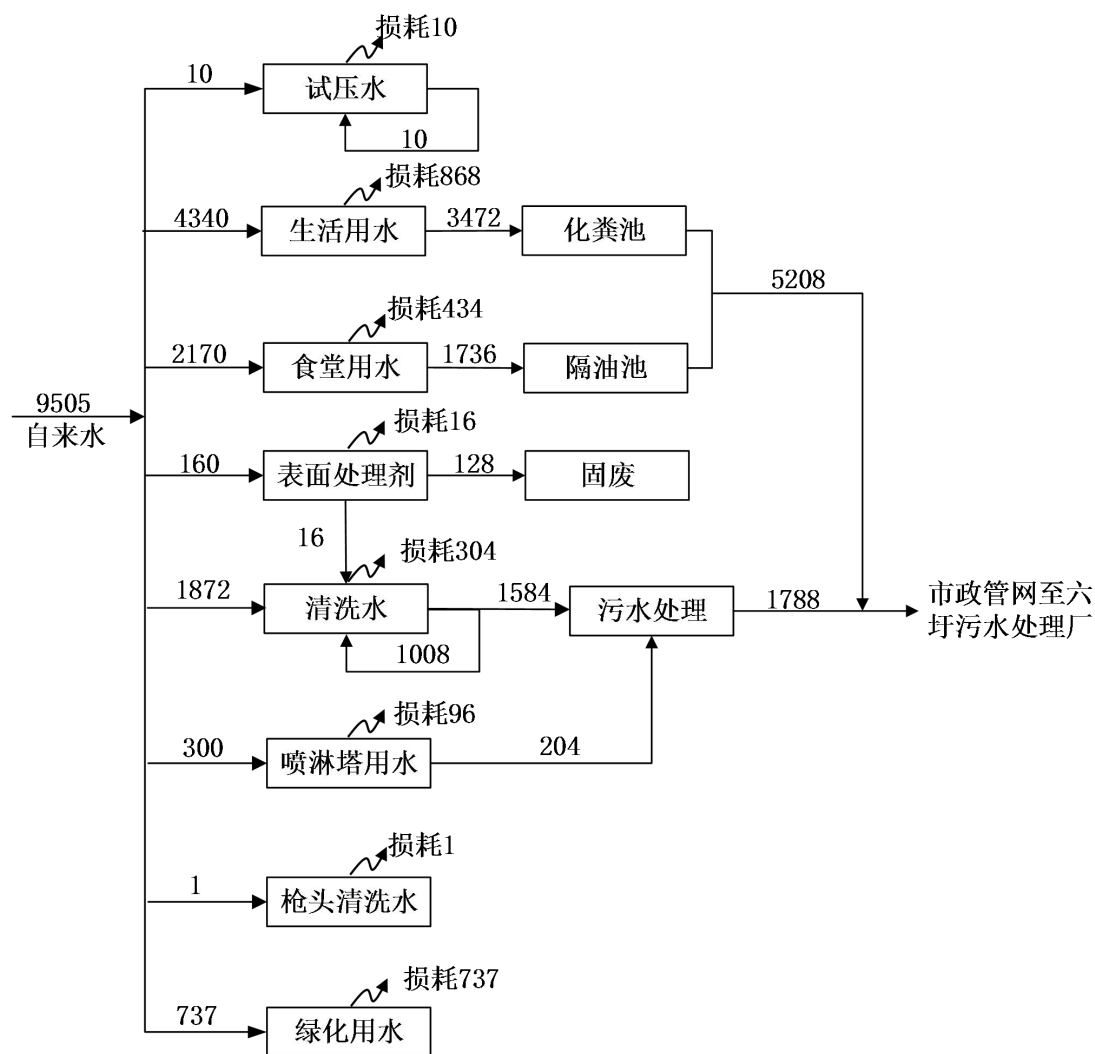 损耗10
10
试压水
10
损耗868
4340
生活用水
3472
化粪池
5208
损耗434
2170
食堂用水
1736
隔油池
9505
自来水
损耗16
160
表面处理剂
128
固废
16
损耗304
1872
清洗水
1584
污水处理
1788
市政管网至六
圩污水处理厂
1008
损耗96
300
喷淋塔用水
204
损耗1
1
枪头清洗水
损耗737
737
绿化用水